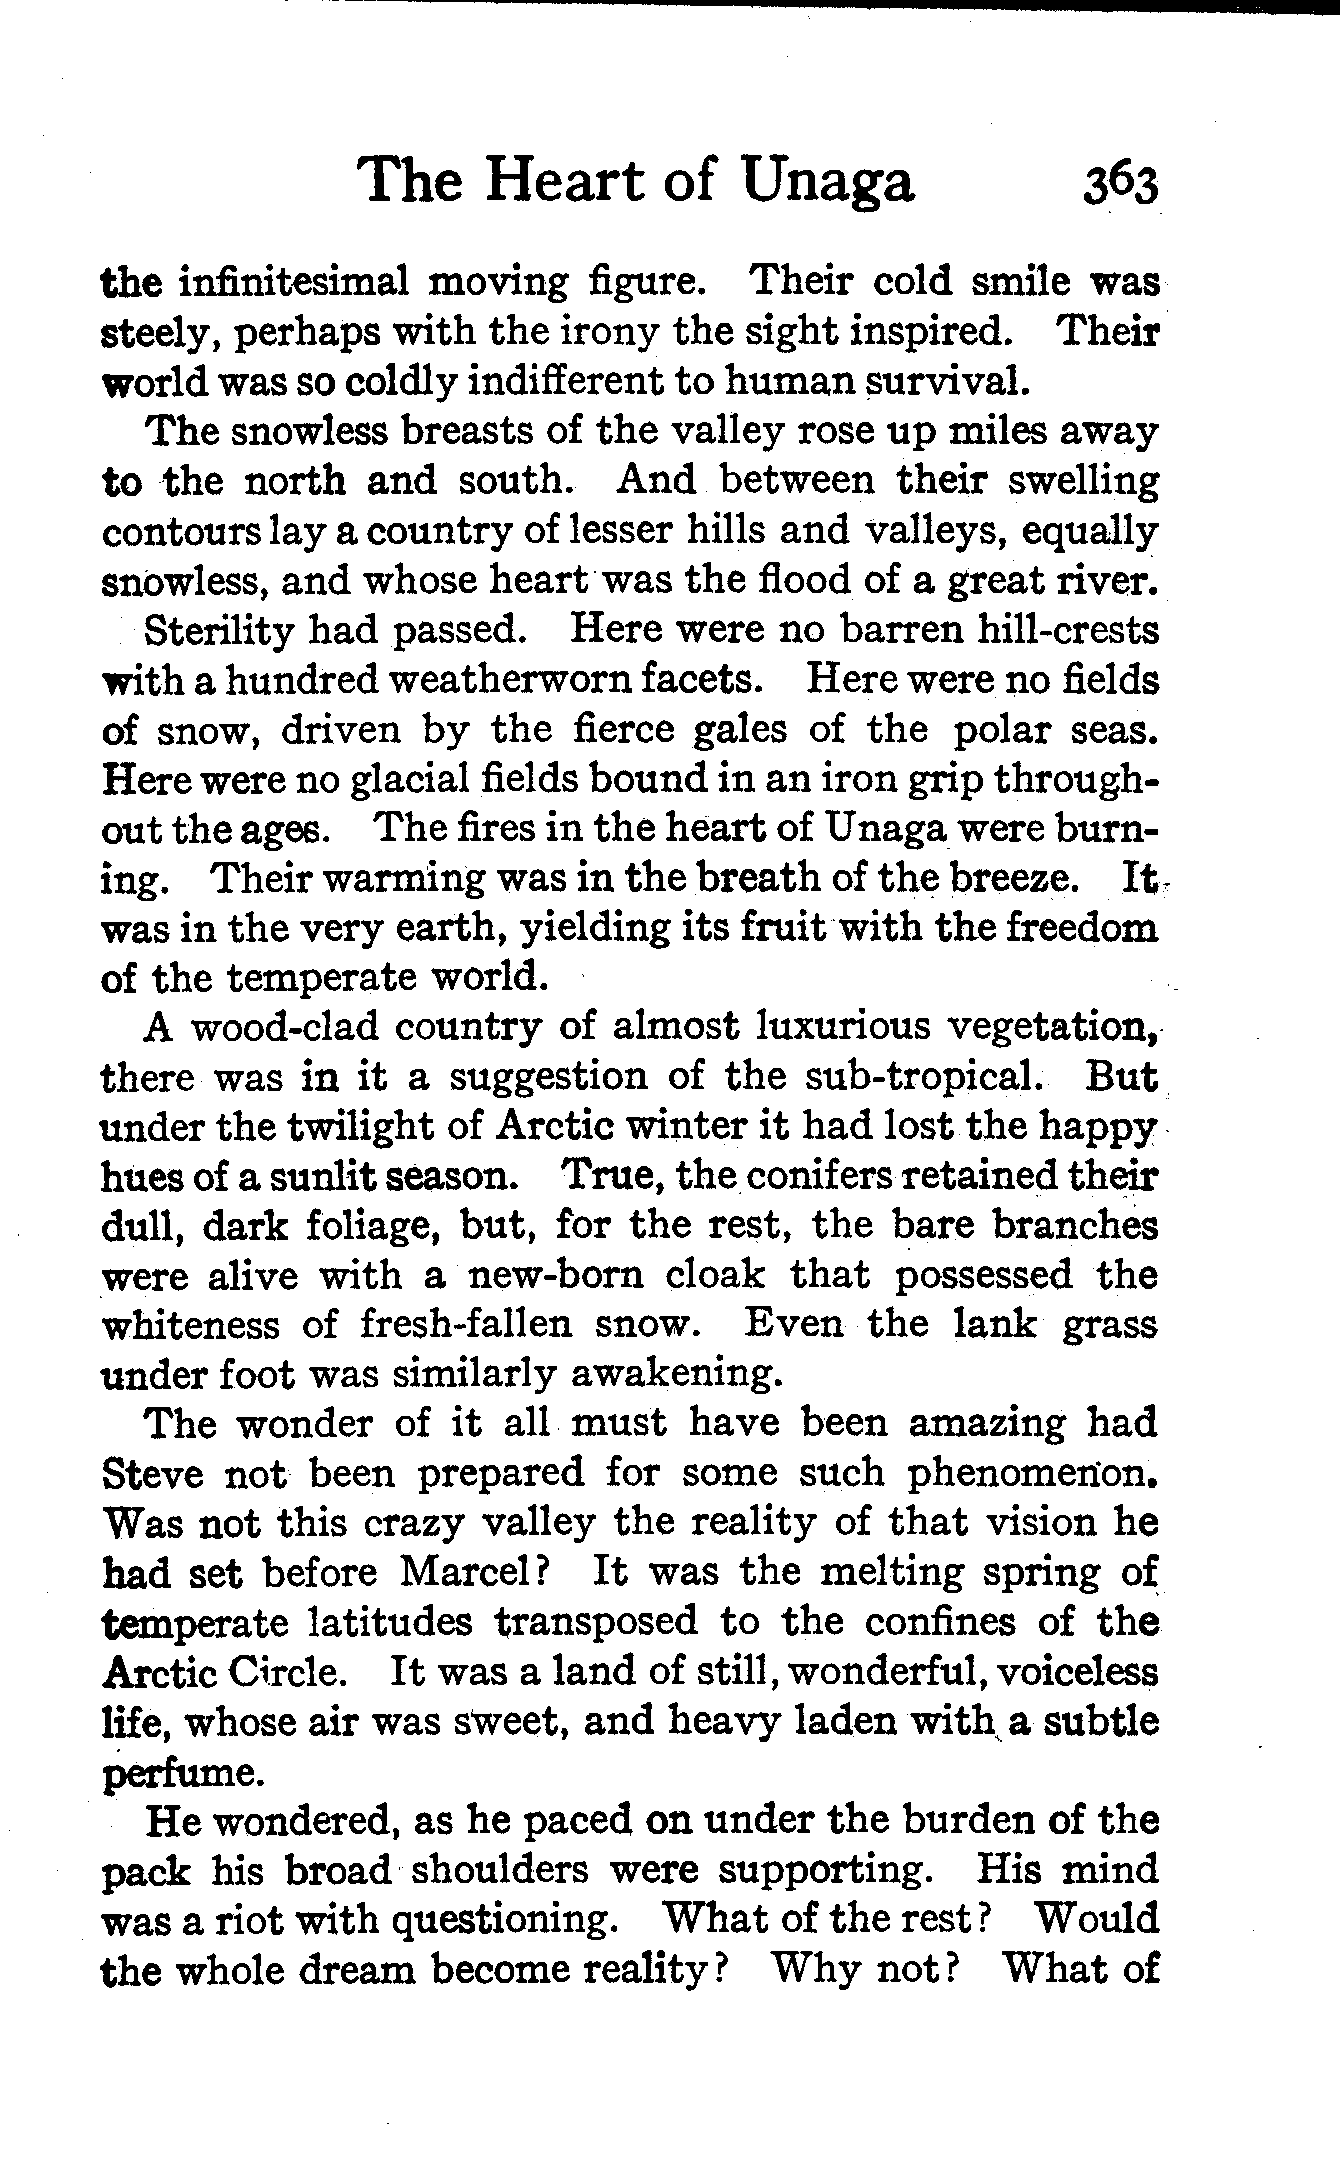 The Heart of Unaga 363
the infinitesimal moving figure. Their cold smile was
steely, perhaps with the irony the sight inspired. Their
world was so coldly indifferent to human survival.
The snowless breasts of the valley rose up miles away
to the north and south. And between their swelling
contours lay a country of lesser hills and valleys, equally
snowless, and whose heart was the flood of a great river.
Sterility had passed. Here were no barren hill-crests
with a hundred weatherworn facets. Here were no fields
of snow, driven by the fierce gales of the polar seas.
Here were no glacial fields bound in an iron grip through-
out the ages. The fires in the heart of Unaga were burn-
ing. Their warming was in the breath of the breeze. It
was in the very earth, yielding its fruit with the freedom
of the temperate world.
A wood-clad country of almost luxurious vegetation,
there was in it a suggestion of the sub-tropical. But
under the twilight of Arctic winter it had lost the happy
hues of a sunlit season. True, the conifers retained their
dull, dark foliage, but, for the rest, the bare branches
were alive with a new-born cloak that possessed the
whiteness of fresh-fallen snow. Even the lank grass
under foot was similarly awakening.
The wonder of it all must have been amazing had
Steve not been prepared for some such phenomenon.
Was not this crazy valley the reality of that vision he
had set before Marcel? It was the melting spring of
temperate latitudes transposed to the confines of the
Arctic Circle. It was a land of still, wonderful, voiceless
life, whose air was sweet, and heavy laden with a subtle
perfume.
He wondered, as he paced on under the burden of the
pack his broad shoulders were supporting. His mind
was a riot with questioning. What of the rest? Would
the whole dream become reality? Why not? What of